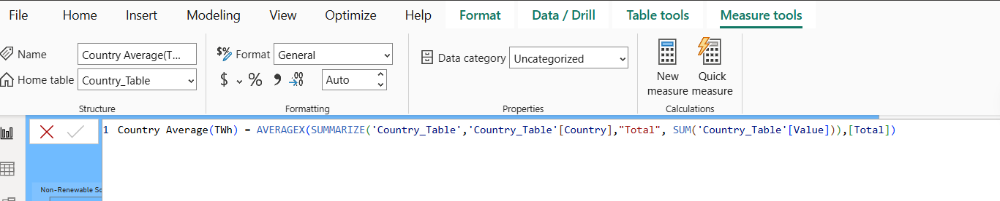 File Home Insert Modeling View Optimize Help Format Data / Drill Table tools Measure tools
Name Country Average(T...
Home table Country_Table
Structure
$% Format General
$ % , .00 Auto
Formatting
Data category Uncategorized
Properties
New measure
Quick measure
Calculations
1 Country Average(TWh) = AVERAGEX(SUMMARIZE('Country_Table','Country_Table'[Country],"Total", SUM('Country_Table'[Value])),[Total])
Non-Renewable